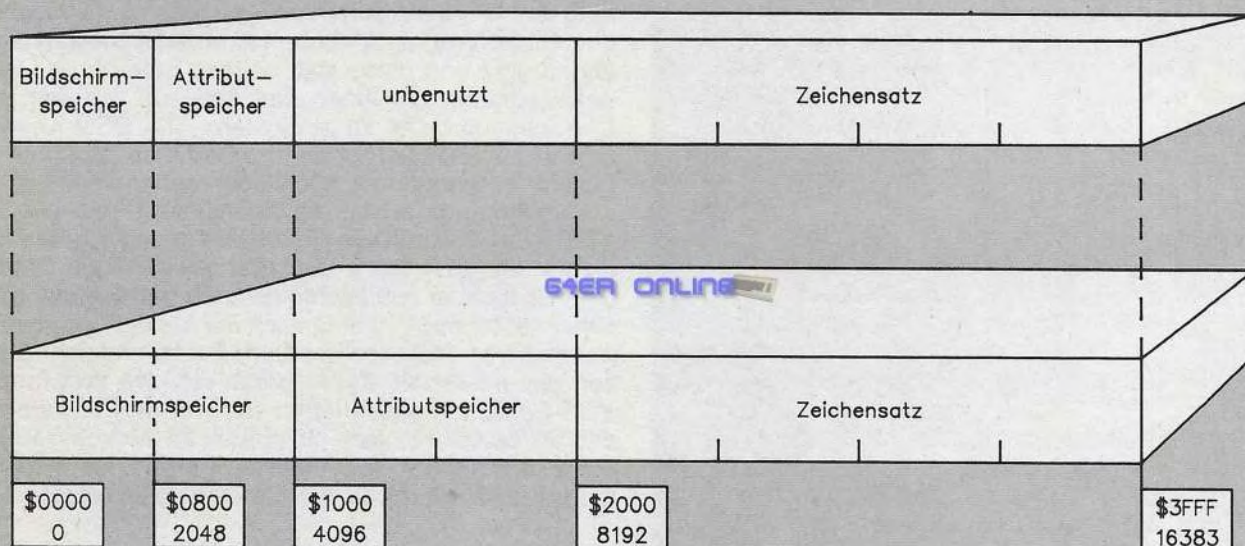 Bildschirm-
speicher
Attribut-
speicher
unbenutzt
Zeichensatz
64ER ONLINE
Bildschirmspeicher
Attributspeicher
Zeichensatz
$0000
0
$0800
2048
$1000
4096
$2000
8192
$3FFF
16383